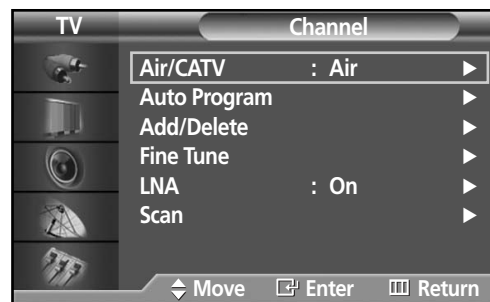 TV Channel
Air/CATV : Air
Auto Program
Add/Delete
Fine Tune
LNA : On
Scan
Move Enter Return